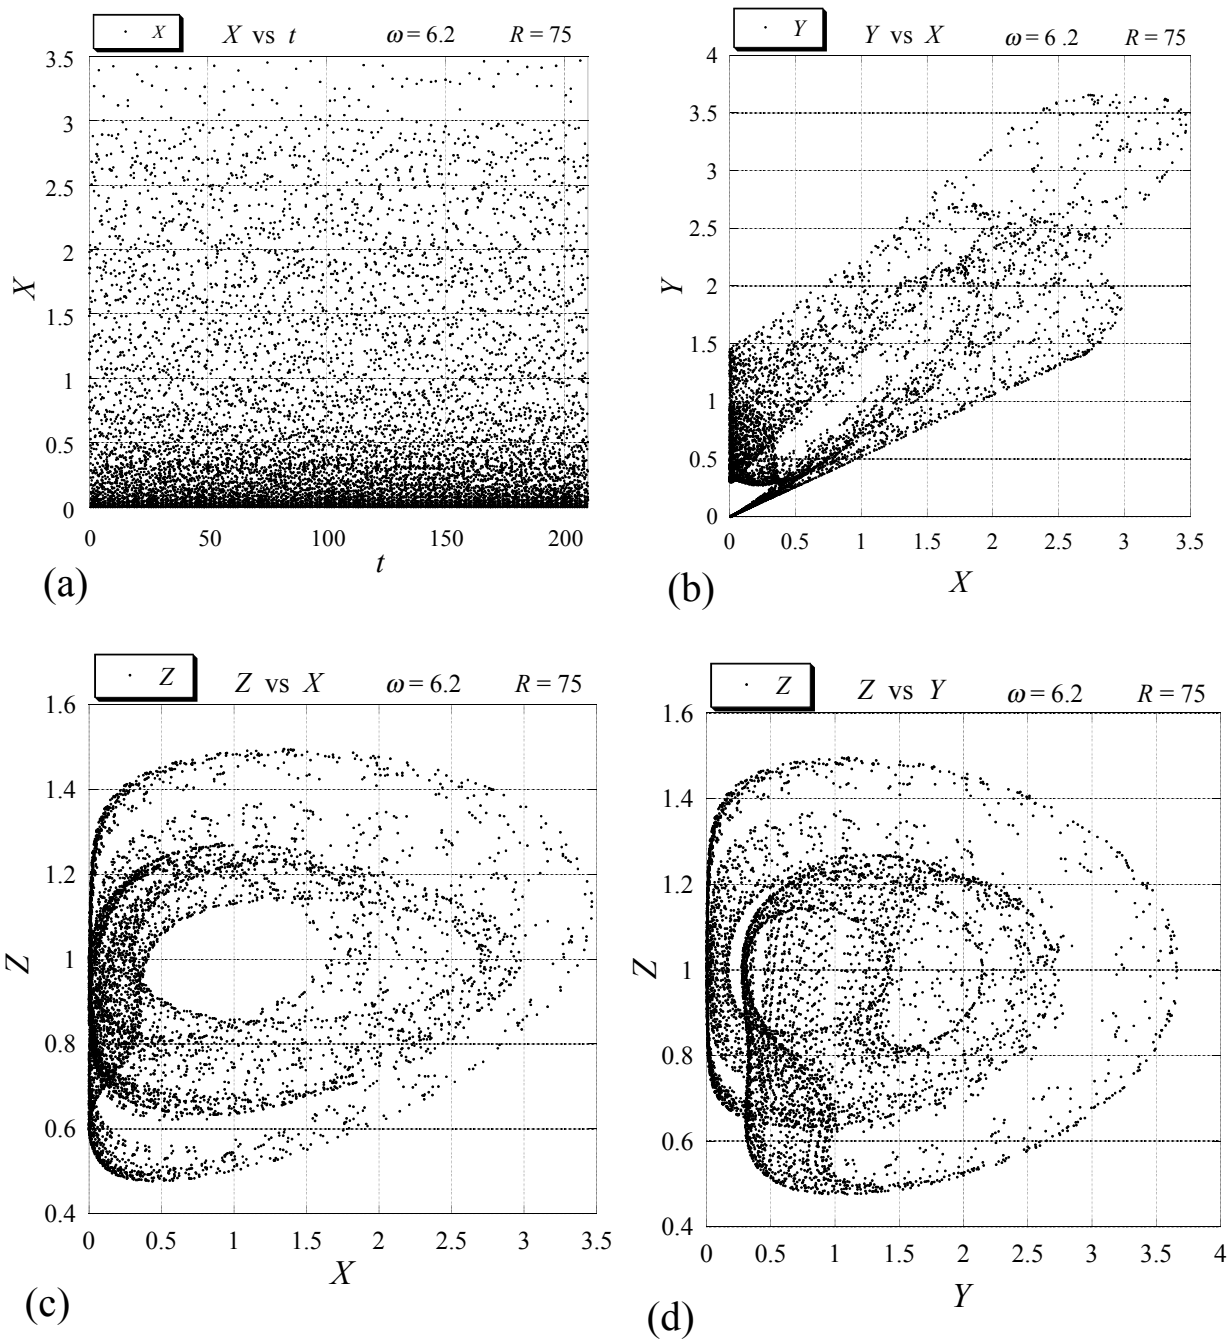 X X vs t ω = 6.2 R = 75
3.5
3
2.5
2
1.5
1
0.5
0
X
0 50 100 150 200
t
(a)
Y Y vs X ω = 6 .2 R = 75
4
3.5
3
2.5
2
1.5
1
0.5
0
Y
0 0.5 1 1.5 2 2.5 3 3.5
X
(b)
Z Z vs X ω = 6.2 R = 75
1.6
1.4
1.2
1
0.8
0.6
0.4
Z
0 0.5 1 1.5 2 2.5 3 3.5
X
(c)
Z Z vs Y ω = 6.2 R = 75
1.6
1.4
1.2
1
0.8
0.6
0.4
Z
0 0.5 1 1.5 2 2.5 3 3.5 4
Y
(d)